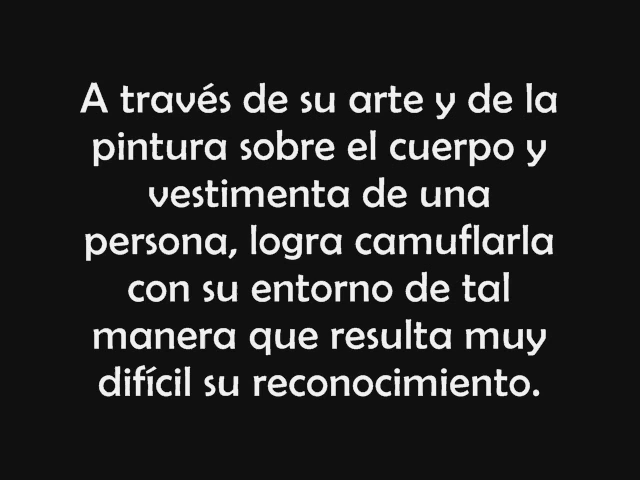 A través de su arte y de la
pintura sobre el cuerpo y
vestimenta de una
persona, logra camuflarla
con su entorno de tal
manera que resulta muy
difícil su reconocimiento.